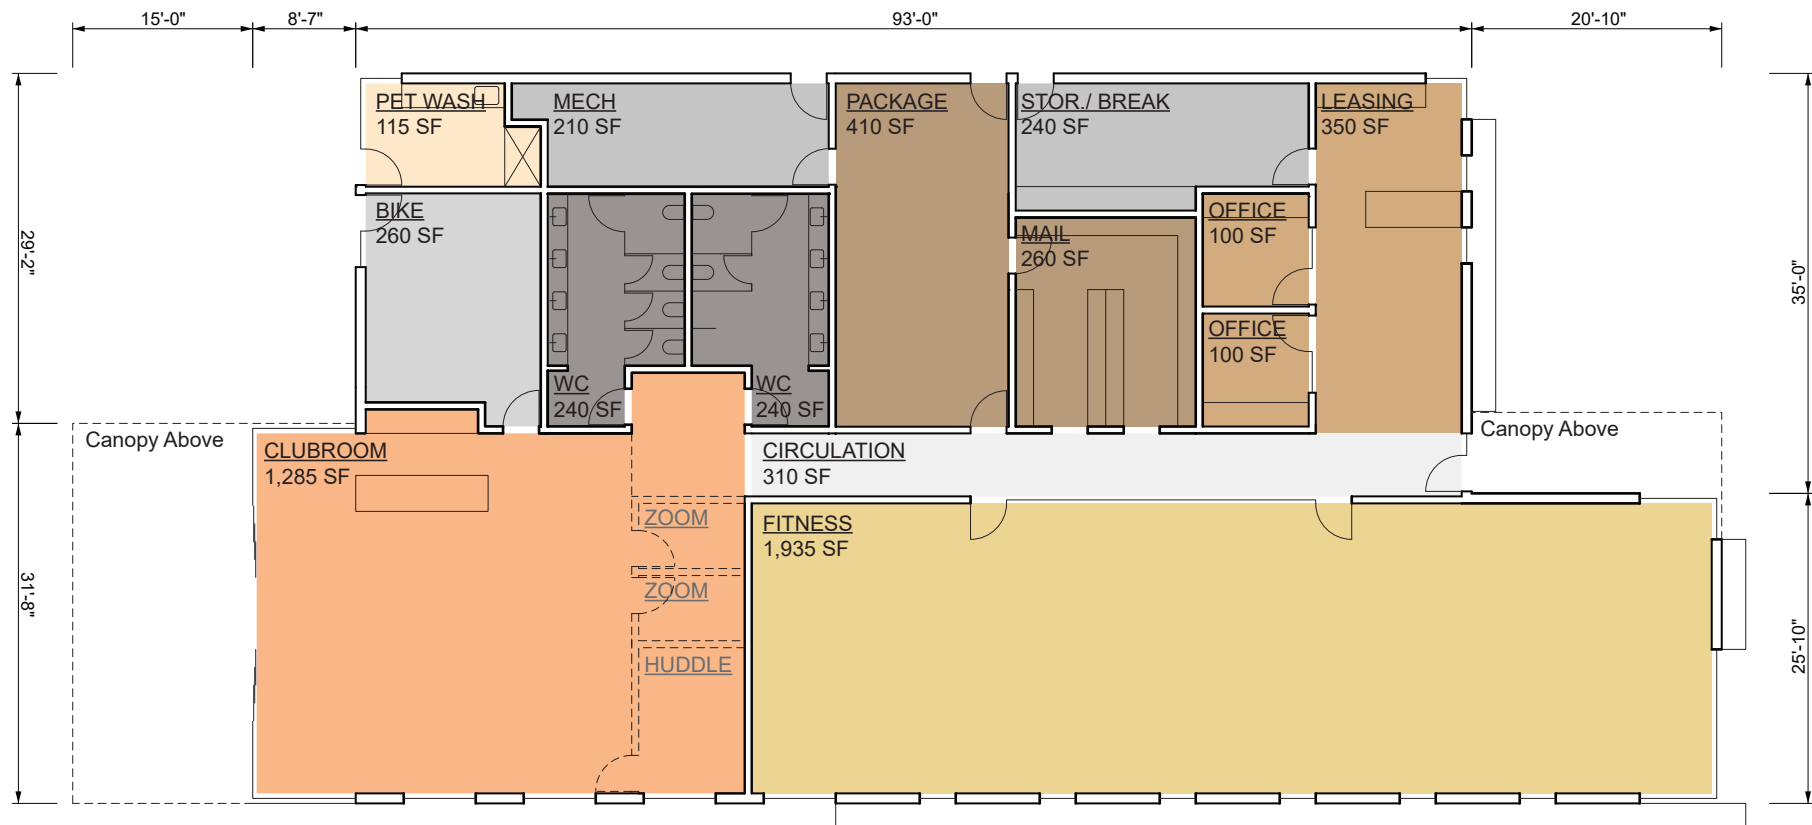 15'-0"
8'-7"
93'-0"
20'-10"
PET WASH
115 SF
MECH
210 SF
PACKAGE
410 SF
STOR./ BREAK
240 SF
LEASING
350 SF
29'-2"
35'-0"
BIKE
260 SF
OFFICE
100 SF
MAIL
260 SF
OFFICE
100 SF
WC
240 SF
WC
240 SF
Canopy Above
CLUBROOM
1,285 SF
CIRCULATION
310 SF
Canopy Above
ZOOM
FITNESS
1,935 SF
ZOOM
HUDDLE
31'-8"
25'-10"